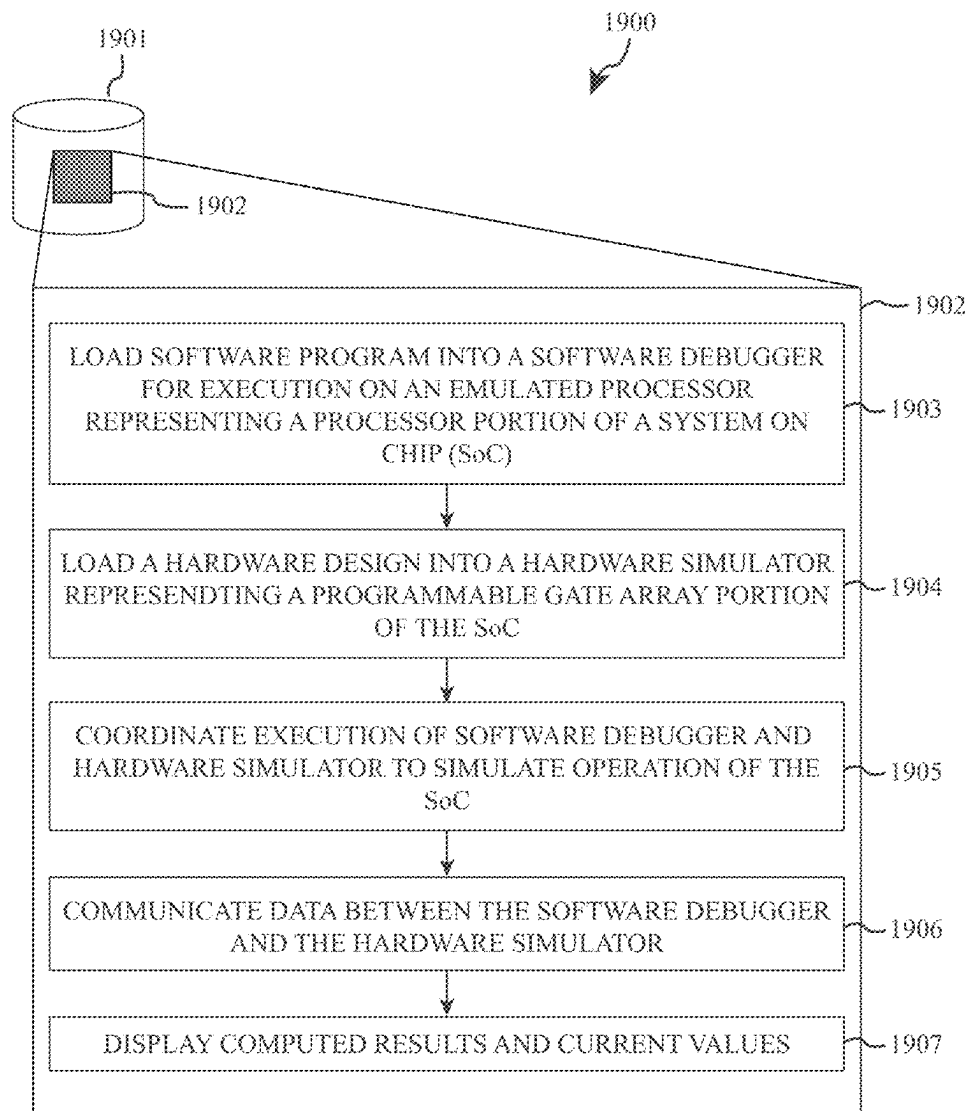 1900
1901
1902
1902
LOAD SOFTWARE PROGRAM INTO A SOFTWARE DEBUGGER
FOR EXECUTION ON AN EMULATED PROCESSOR
REPRESENTING A PROCESSOR PORTION OF A SYSTEM ON
CHIP (SoC)
1903
LOAD A HARDWARE DESIGN INTO A HARDWARE SIMULATOR
REPRESENDTING A PROGRAMMABLE GATE ARRAY PORTION
OF THE SoC
1904
COORDINATE EXECUTION OF SOFTWARE DEBUGGER AND
HARDWARE SIMULATOR TO SIMULATE OPERATION OF THE
SoC
1905
COMMUNICATE DATA BETWEEN THE SOFTWARE DEBUGGER
AND THE HARDWARE SIMULATOR
1906
DISPLAY COMPUTED RESULTS AND CURRENT VALUES
1907